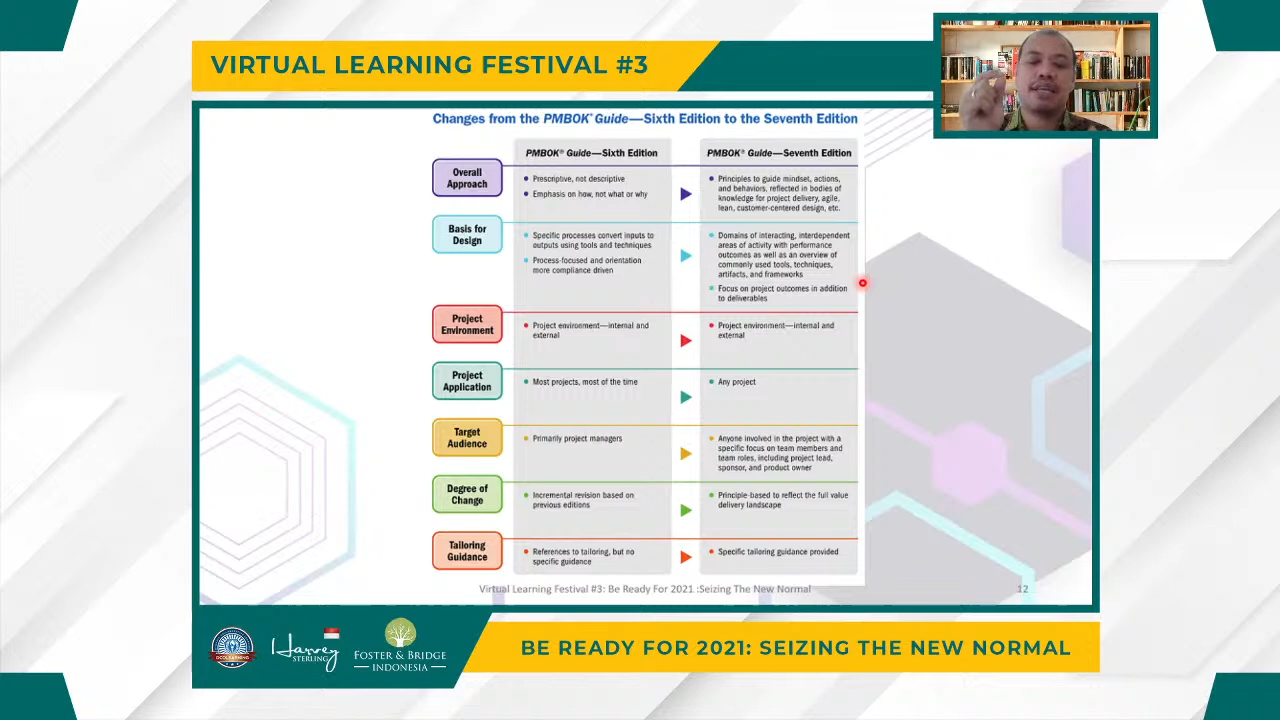 VIRTUAL LEARNING FESTIVAL #3
Changes from the PMBOK® Guide—Sixth Edition to the Seventh Edition
PMBOK® Guide—Sixth Edition
PMBOK® Guide—Seventh Edition
Overall
Approach
Prescriptive, not descriptive
Emphasis on how, not what or why
Principles to guide mindset, actions,
and behaviors, reflected in bodies of
knowledge for project delivery, agile,
lean, customer-centered design, etc.
Basis for
Design
Specific processes convert inputs to
outputs using tools and techniques
Process-focused and orientation
more compliance driven
Domains of interacting, interdependent
areas of activity with performance
outcomes as well as an overview of
commonly used tools, techniques,
artifacts, and frameworks
Focus on project outcomes in addition
to deliverables
Project
Environment
Project environment—internal and
external
Project environment—internal and
external
Project
Application
Most projects, most of the time
Any project
Target
Audience
Primarily project managers
Anyone involved in the project with a
specific focus on team members and
team roles, including project lead,
sponsor, and product owner
Degree of
Change
Incremental revision based on
previous editions
Principle-based to reflect the full value
delivery landscape
Tailoring
Guidance
References to tailoring, but no
specific guidance
Specific tailoring guidance provided
Virtual Learning Festival #3: Be Ready For 2021 :Seizing The New Normal
12
Harvey
STERLING
FOSTER & BRIDGE
INDONESIA
BE READY FOR 2021: SEIZING THE NEW NORMAL